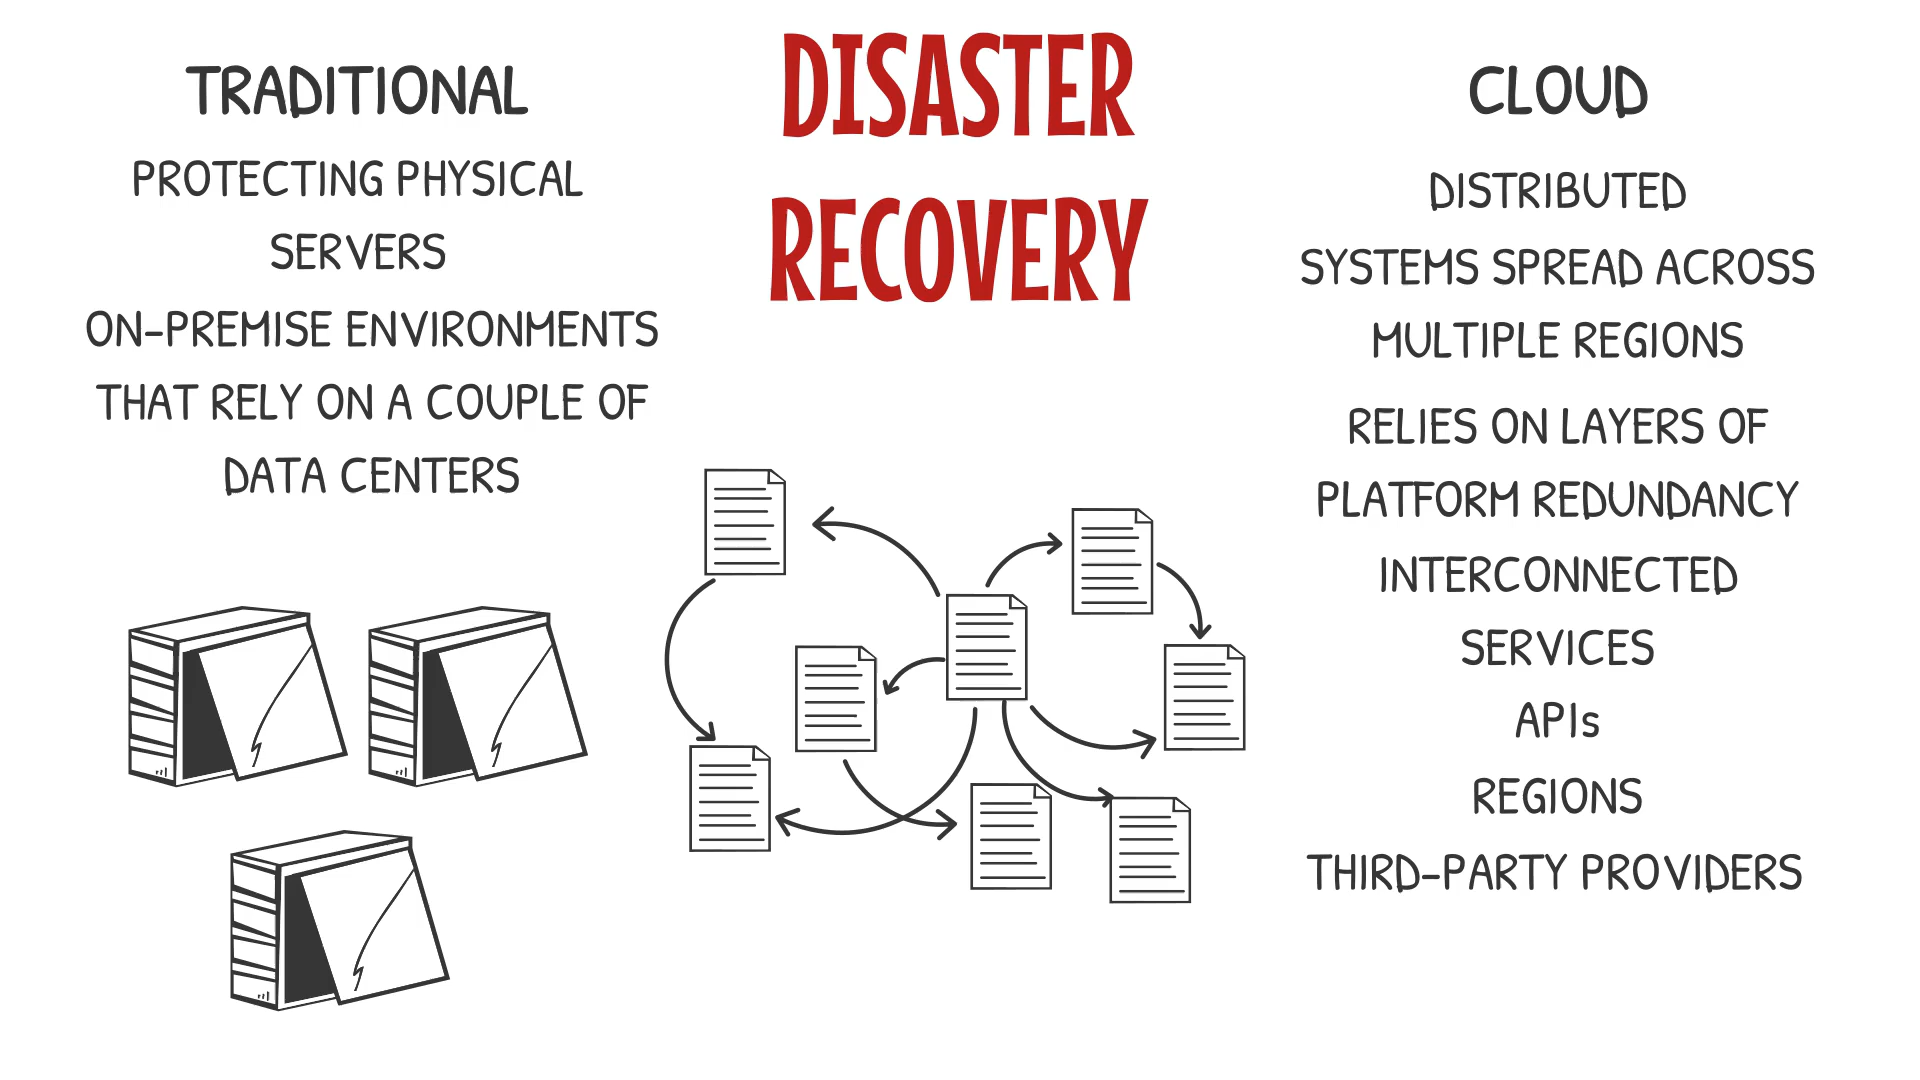 DISASTER
RECOVERY
TRADITIONAL
PROTECTING PHYSICAL
SERVERS
ON-PREMISE ENVIRONMENTS
THAT RELY ON A COUPLE OF
DATA CENTERS
CLOUD
DISTRIBUTED
SYSTEMS SPREAD ACROSS
MULTIPLE REGIONS
RELIES ON LAYERS OF
PLATFORM REDUNDANCY
INTERCONNECTED
SERVICES
APIs
REGIONS
THIRD-PARTY PROVIDERS